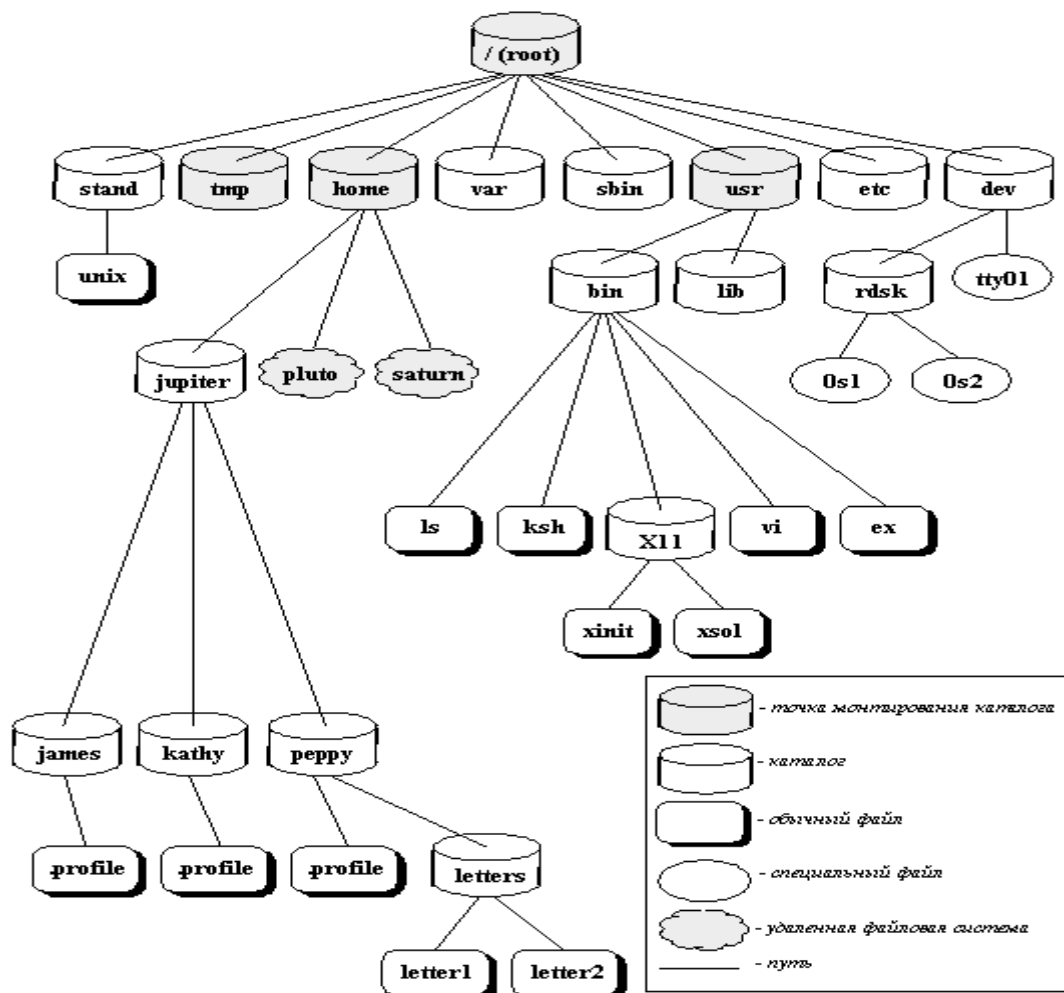 / (root)
stand
tmp
home
var
sbin
usr
etc
dev
unix
bin
lib
rdsk
tty01
jupiter
pluto
saturn
0s1
0s2
ls
ksh
X11
vi
ex
xinit
xsol
james
kathy
peppy
.profile
.profile
.profile
letters
letter1
letter2
- точка монтирования каталога
- каталог
- обычный файл
- специальный файл
- удаленная файловая система
- путь